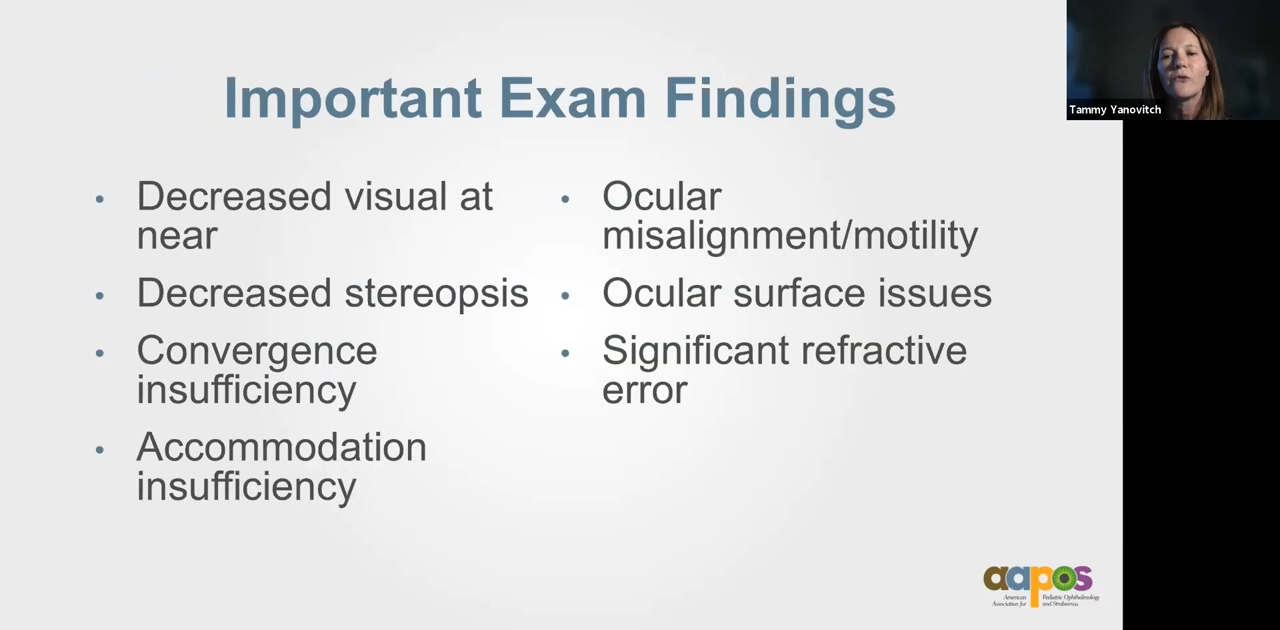 Important Exam Findings
Decreased visual at
near
Decreased stereopsis
Convergence
insufficiency
Accommodation
insufficiency
Ocular
misalignment/motility
Ocular surface issues
Significant refractive
error
Tammy Yanovitch
aapos
American
Association for
Pediatric Ophthalmology
and Strabismus